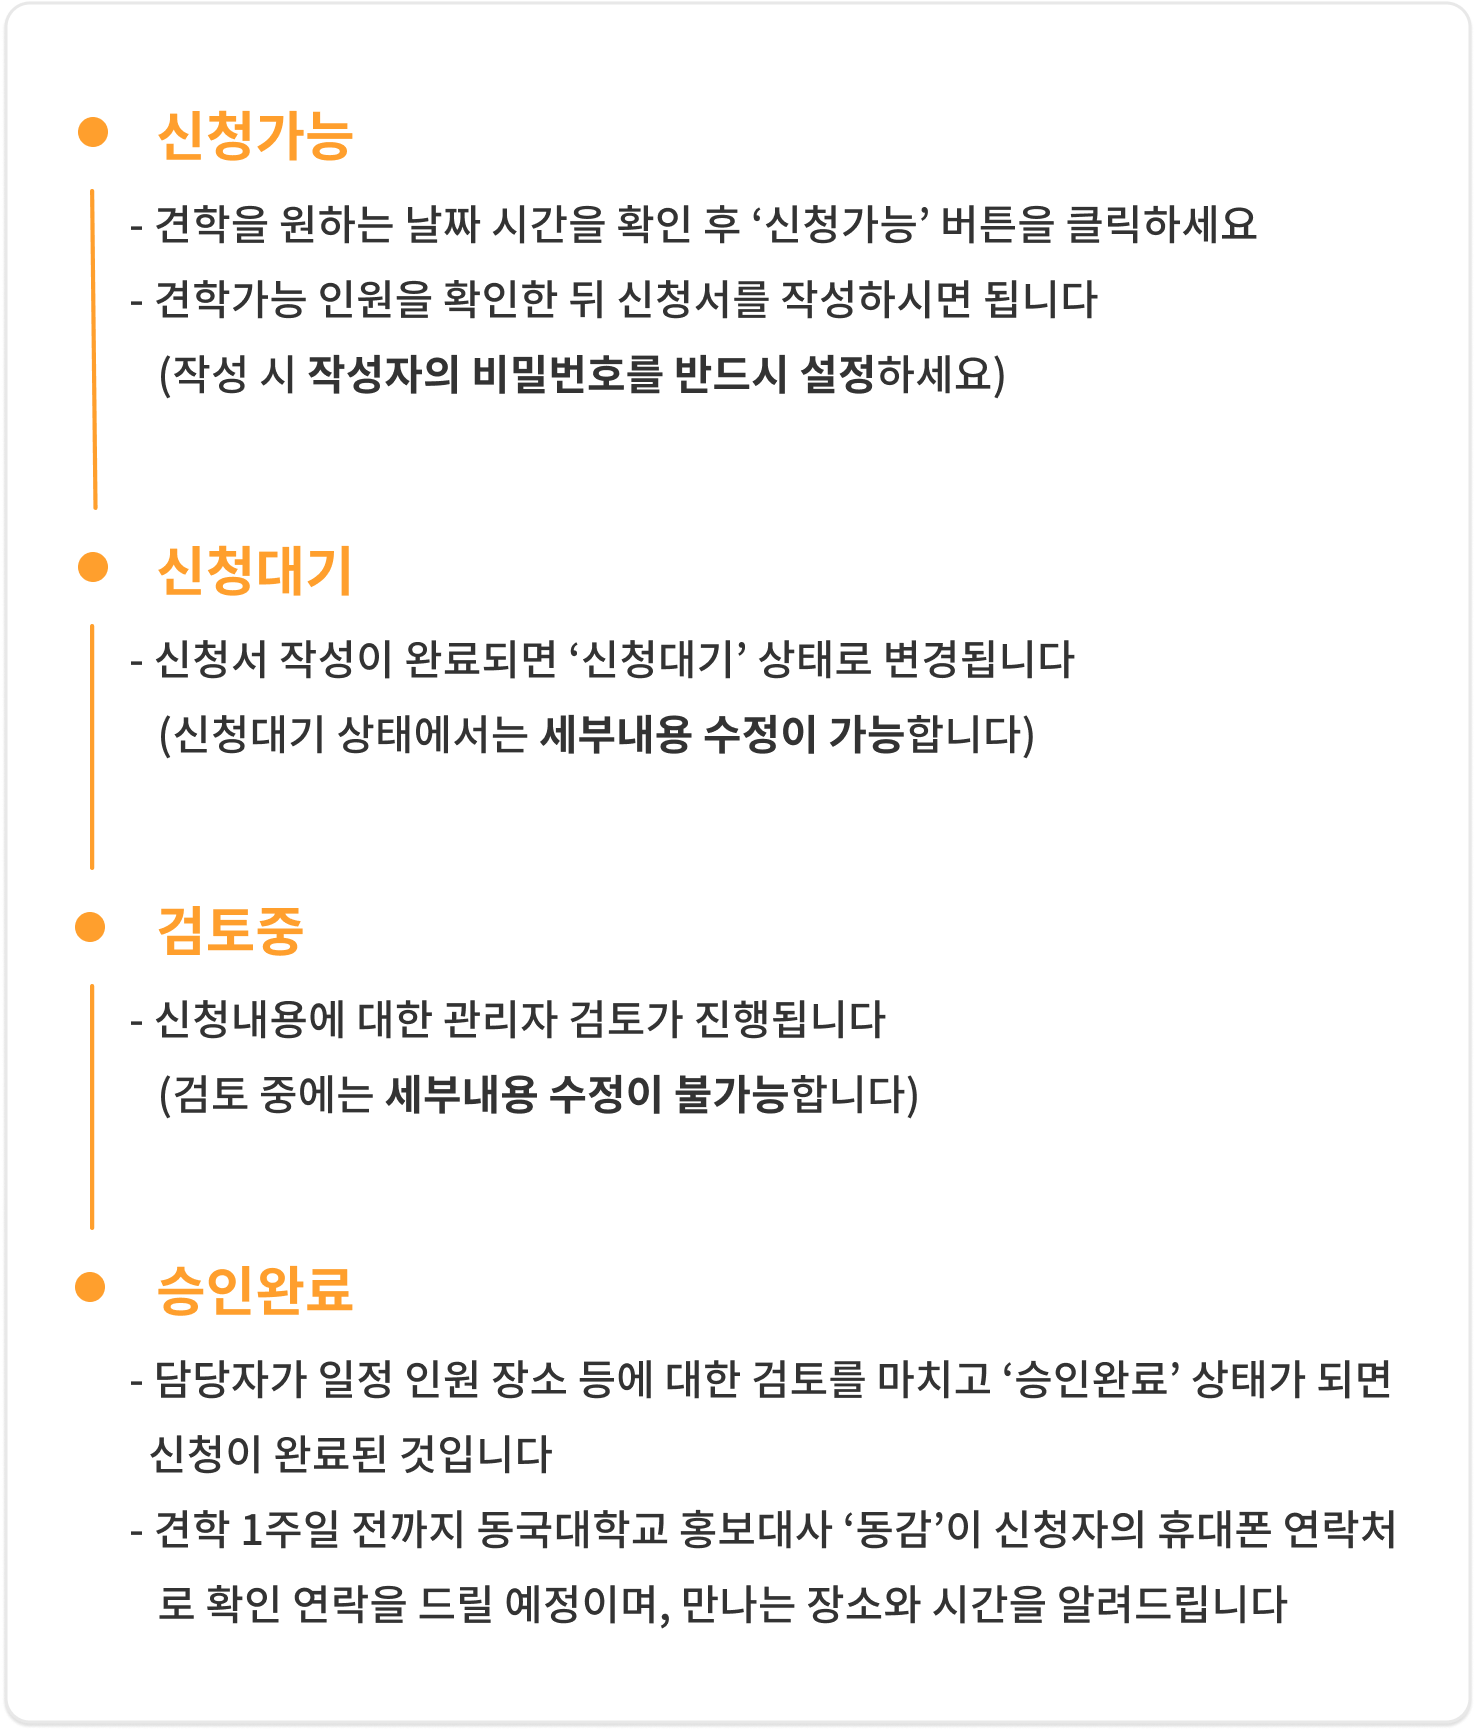 신청가능
- 견학을 원하는 날짜 시간을 확인 후 ‘신청가능’ 버튼을 클릭하세요
- 견학가능 인원을 확인한 뒤 신청서를 작성하시면 됩니다
(작성 시 작성자의 비밀번호를 반드시 설정하세요)
신청대기
- 신청서 작성이 완료되면 ‘신청대기’ 상태로 변경됩니다
(신청대기 상태에서는 세부내용 수정이 가능합니다)
검토중
- 신청내용에 대한 관리자 검토가 진행됩니다
(검토 중에는 세부내용 수정이 불가능합니다)
승인완료
- 담당자가 일정 인원 장소 등에 대한 검토를 마치고 ‘승인완료’ 상태가 되면
신청이 완료된 것입니다
- 견학 1주일 전까지 동국대학교 홍보대사 ‘동감’이 신청자의 휴대폰 연락처
로 확인 연락을 드릴 예정이며, 만나는 장소와 시간을 알려드립니다